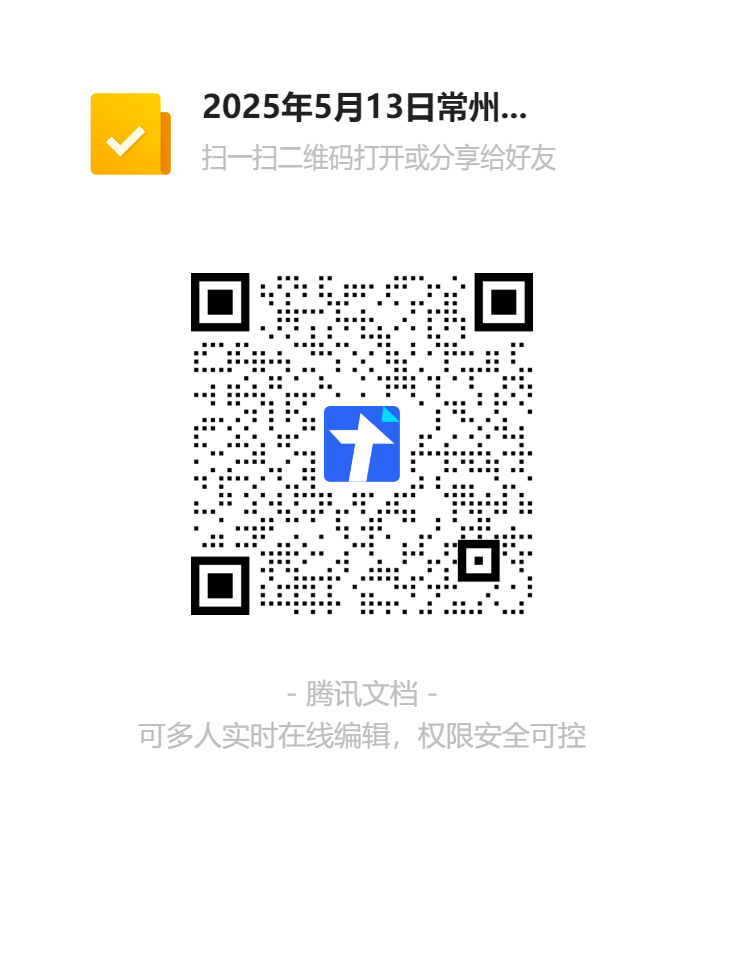 2025年5月13日常州...
扫一扫二维码打开或分享给好友
- 腾讯文档 -
可多人实时在线编辑，权限安全可控